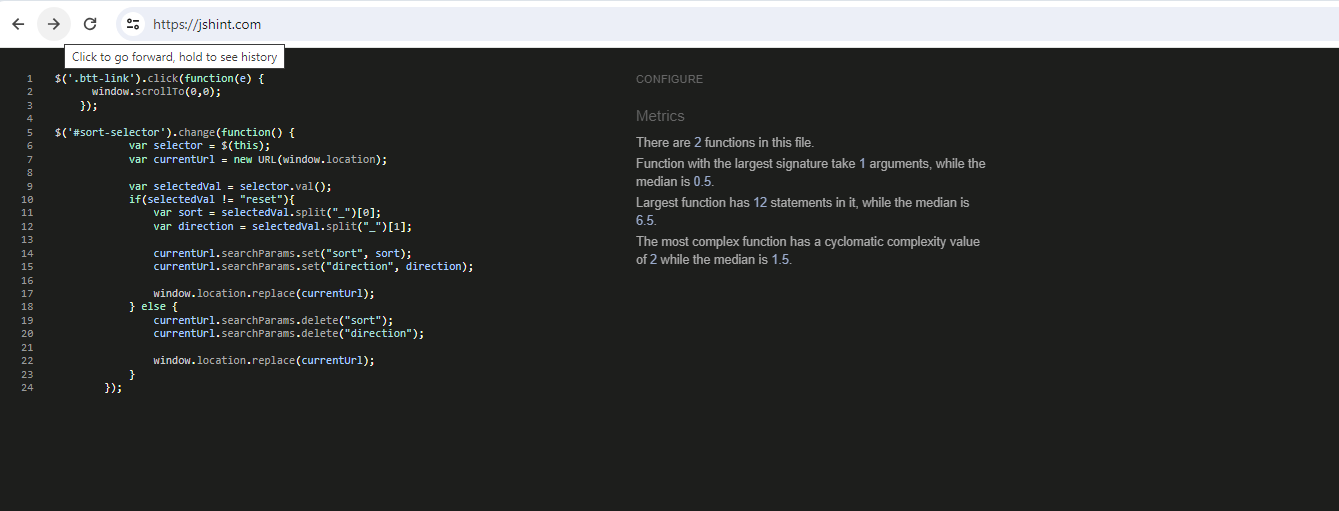 https://jshint.com
Click to go forward, hold to see history
1 $('.btt-link').click(function(e) {
2 window.scrollTo(0,0);
3 });
4
5 $('#sort-selector').change(function() {
6 var selector = $(this);
7 var currentUrl = new URL(window.location);
8
9 var selectedVal = selector.val();
10 if(selectedVal != "reset"){
11 var sort = selectedVal.split("_")[0];
12 var direction = selectedVal.split("_")[1];
13
14 currentUrl.searchParams.set("sort", sort);
15 currentUrl.searchParams.set("direction", direction);
16
17 window.location.replace(currentUrl);
18 } else {
19 currentUrl.searchParams.delete("sort");
20 currentUrl.searchParams.delete("direction");
21
22 window.location.replace(currentUrl);
23 }
24 });
CONFIGURE
Metrics
There are 2 functions in this file.
Function with the largest signature take 1 arguments, while the
median is 0.5.
Largest function has 12 statements in it, while the median is
6.5.
The most complex function has a cyclomatic complexity value
of 2 while the median is 1.5.